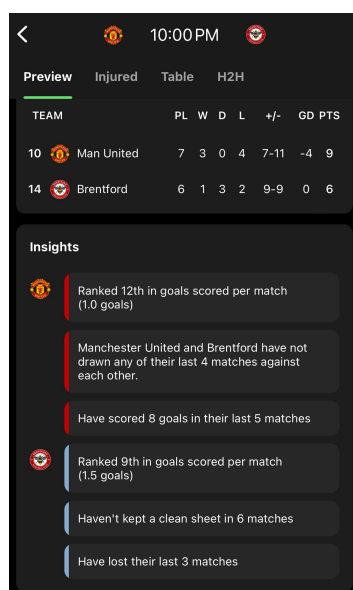 10:00 PM
Preview Injured Table H2H
TEAM PL W D L +/- GD PTS
10 Man United 7 3 0 4 7-11 -4 9
14 Brentford 6 1 3 2 9-9 0 6
Insights
Ranked 12th in goals scored per match
(1.0 goals)
Manchester United and Brentford have not
drawn any of their last 4 matches against
each other.
Have scored 8 goals in their last 5 matches
Ranked 9th in goals scored per match
(1.5 goals)
Haven't kept a clean sheet in 6 matches
Have lost their last 3 matches